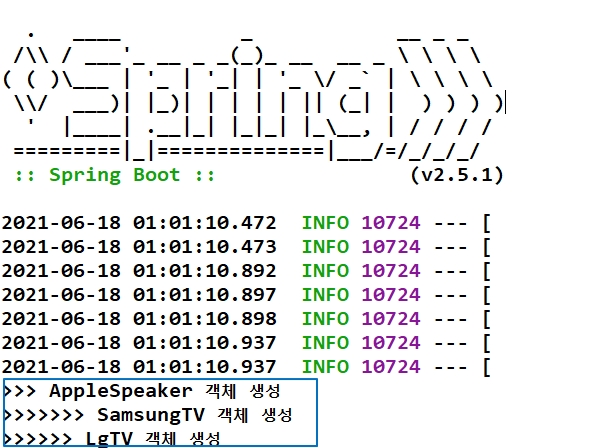 .   ____          _            __ _ _
 /\\ / ___'_ __ _ _(_)_ __  __ _ \ \ \ \
( ( )\___ | '_ | '_| | '_ \/ _` | \ \ \ \
 \\/  ___)| |_)| | | | | || (_| |  ) ) ) )
  '  |____| .__|_| |_|_| |_\__, | / / / /
 =========|_|==============|___/=/_/_/_/
 :: Spring Boot ::                (v2.5.1)
2021-06-18 01:01:10.472  INFO 10724 --- [
2021-06-18 01:01:10.473  INFO 10724 --- [
2021-06-18 01:01:10.892  INFO 10724 --- [
2021-06-18 01:01:10.897  INFO 10724 --- [
2021-06-18 01:01:10.898  INFO 10724 --- [
2021-06-18 01:01:10.937  INFO 10724 --- [
2021-06-18 01:01:10.937  INFO 10724 --- [
>>> AppleSpeaker 객체 생성
>>>>>>> SamsungTV 객체 생성
>>>>>> LgTV 객체 생성